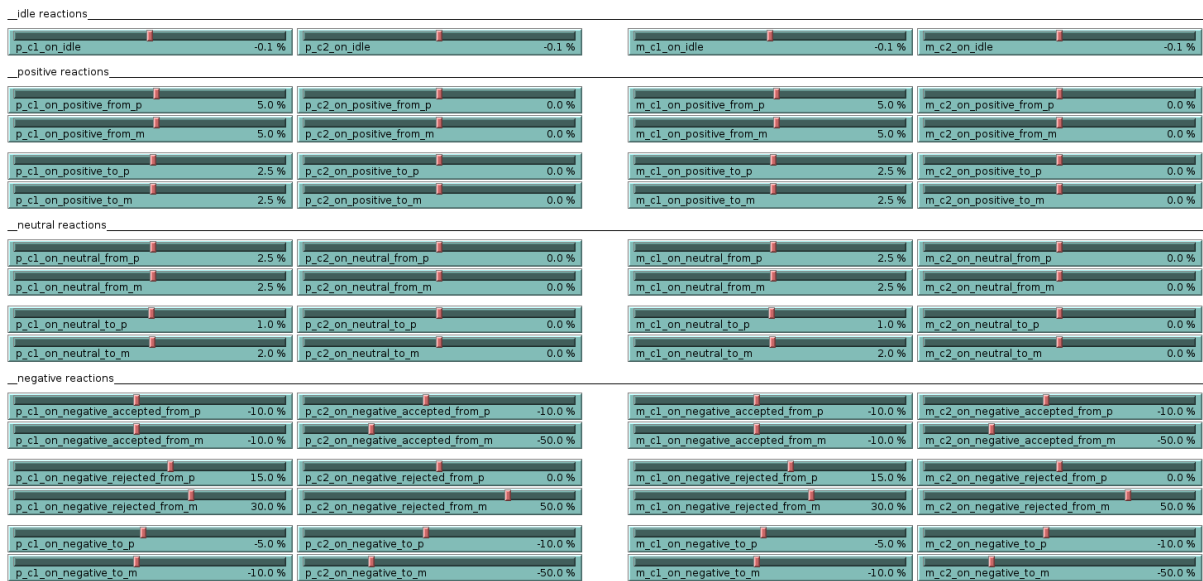 __idle reactions
p_c1_on_idle -0.1 % p_c2_on_idle -0.1 % m_c1_on_idle -0.1 % m_c2_on_idle -0.1 %
__positive reactions
p_c1_on_positive_from_p 5.0 % p_c2_on_positive_from_p 0.0 % m_c1_on_positive_from_p 5.0 % m_c2_on_positive_from_p 0.0 %
p_c1_on_positive_from_m 5.0 % p_c2_on_positive_from_m 0.0 % m_c1_on_positive_from_m 5.0 % m_c2_on_positive_from_m 0.0 %
p_c1_on_positive_to_p 2.5 % p_c2_on_positive_to_p 0.0 % m_c1_on_positive_to_p 2.5 % m_c2_on_positive_to_p 0.0 %
p_c1_on_positive_to_m 2.5 % p_c2_on_positive_to_m 0.0 % m_c1_on_positive_to_m 2.5 % m_c2_on_positive_to_m 0.0 %
__neutral reactions
p_c1_on_neutral_from_p 2.5 % p_c2_on_neutral_from_p 0.0 % m_c1_on_neutral_from_p 2.5 % m_c2_on_neutral_from_p 0.0 %
p_c1_on_neutral_from_m 2.5 % p_c2_on_neutral_from_m 0.0 % m_c1_on_neutral_from_m 2.5 % m_c2_on_neutral_from_m 0.0 %
p_c1_on_neutral_to_p 1.0 % p_c2_on_neutral_to_p 0.0 % m_c1_on_neutral_to_p 1.0 % m_c2_on_neutral_to_p 0.0 %
p_c1_on_neutral_to_m 2.0 % p_c2_on_neutral_to_m 0.0 % m_c1_on_neutral_to_m 2.0 % m_c2_on_neutral_to_m 0.0 %
__negative reactions
p_c1_on_negative_accepted_from_p -10.0 % p_c2_on_negative_accepted_from_p -10.0 % m_c1_on_negative_accepted_from_p -10.0 % m_c2_on_negative_accepted_from_p -10.0 %
p_c1_on_negative_accepted_from_m -10.0 % p_c2_on_negative_accepted_from_m -50.0 % m_c1_on_negative_accepted_from_m -10.0 % m_c2_on_negative_accepted_from_m -50.0 %
p_c1_on_negative_rejected_from_p 15.0 % p_c2_on_negative_rejected_from_p 0.0 % m_c1_on_negative_rejected_from_p 15.0 % m_c2_on_negative_rejected_from_p 0.0 %
p_c1_on_negative_rejected_from_m 30.0 % p_c2_on_negative_rejected_from_m 50.0 % m_c1_on_negative_rejected_from_m 30.0 % m_c2_on_negative_rejected_from_m 50.0 %
p_c1_on_negative_to_p -5.0 % p_c2_on_negative_to_p -10.0 % m_c1_on_negative_to_p -5.0 % m_c2_on_negative_to_p -10.0 %
p_c1_on_negative_to_m -10.0 % p_c2_on_negative_to_m -50.0 % m_c1_on_negative_to_m -10.0 % m_c2_on_negative_to_m -50.0 %